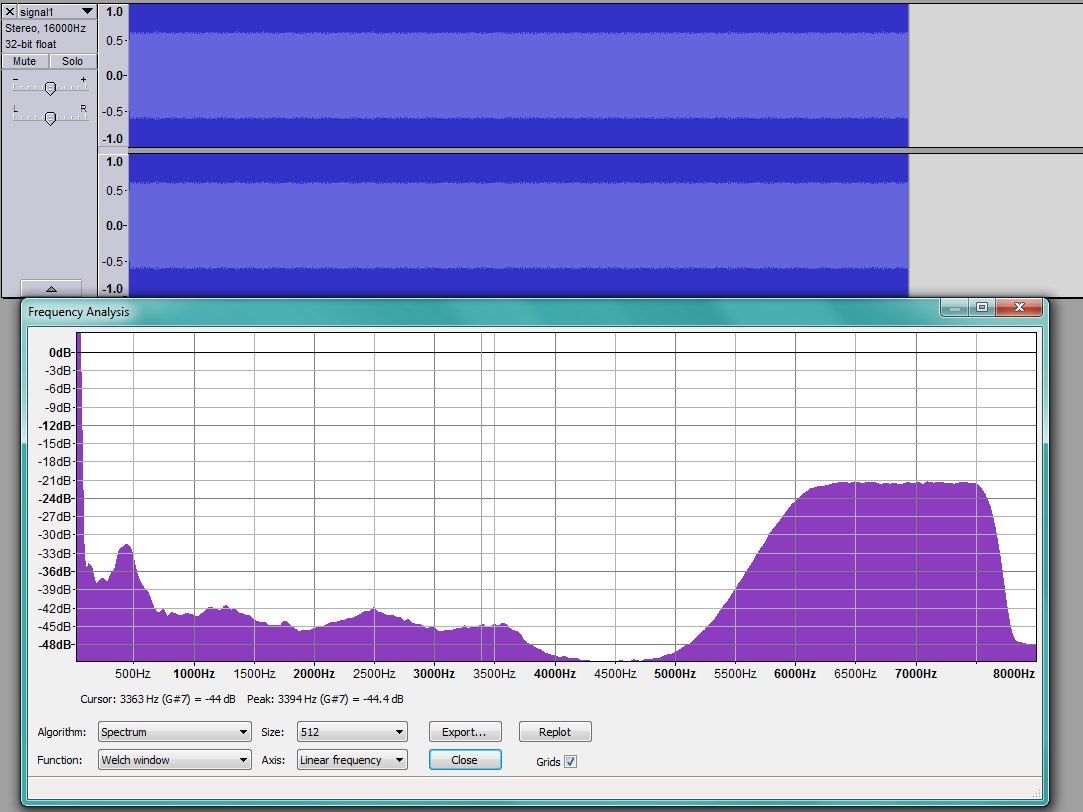 signal1
Stereo, 16000Hz
32-bit float
Mute Solo
- +
L R
1.0
0.5-
0.0-
-0.5-
-1.0
1.0
0.5-
0.0-
-0.5-
-1.0
Frequency Analysis
0dB
-3dB
-6dB
-9dB
-12dB
-15dB
-18dB
-21dB
-24dB
-27dB
-30dB
-33dB
-36dB
-39dB
-42dB
-45dB
-48dB
500Hz 1000Hz 1500Hz 2000Hz 2500Hz 3000Hz 3500Hz 4000Hz 4500Hz 5000Hz 5500Hz 6000Hz 6500Hz 7000Hz 8000Hz
Cursor: 3363 Hz (G#7) = -44 dB Peak: 3394 Hz (G#7) = -44.4 dB
Algorithm: Spectrum Size: 512 Export... Replot
Function: Welch window Axis: Linear frequency Close Grids